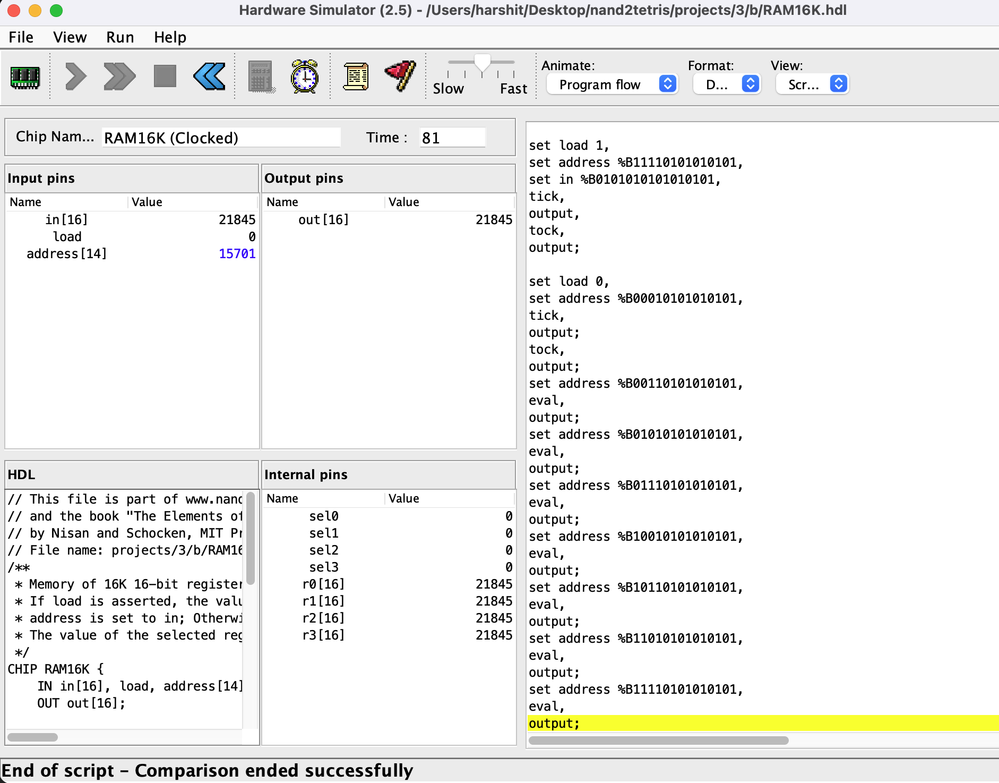 Hardware Simulator (2.5) - /Users/harshit/Desktop/nand2tetris/projects/3/b/RAM16K.hdl
File View Run Help
Slow Fast
Animate: Format: View:
Program flow D... Scr...
Chip Nam... RAM16K (Clocked) Time : 81
Input pins
Name Value
in[16] 21845
load 0
address[14] 15701
Output pins
Name Value
out[16] 21845
HDL
// This file is part of www.nand
// and the book "The Elements of
// by Nisan and Schocken, MIT Pr
// File name: projects/3/b/RAM16
/**
* Memory of 16K 16-bit register
* If load is asserted, the valu
* address is set to in; Otherwi
* The value of the selected reg
*/
CHIP RAM16K {
IN in[16], load, address[14]
OUT out[16];
Internal pins
Name Value
sel0 0
sel1 0
sel2 0
sel3 0
r0[16] 21845
r1[16] 21845
r2[16] 21845
r3[16] 21845
set load 1,
set address %B11110101010101,
set in %B0101010101010101,
tick,
output,
tock,
output;
set load 0,
set address %B00010101010101,
tick,
output;
tock,
output;
set address %B00110101010101,
eval,
output;
set address %B01010101010101,
eval,
output;
set address %B01110101010101,
eval,
output;
set address %B10010101010101,
eval,
output;
set address %B10110101010101,
eval,
output;
set address %B11010101010101,
eval,
output;
set address %B11110101010101,
eval,
output;
End of script - Comparison ended successfully